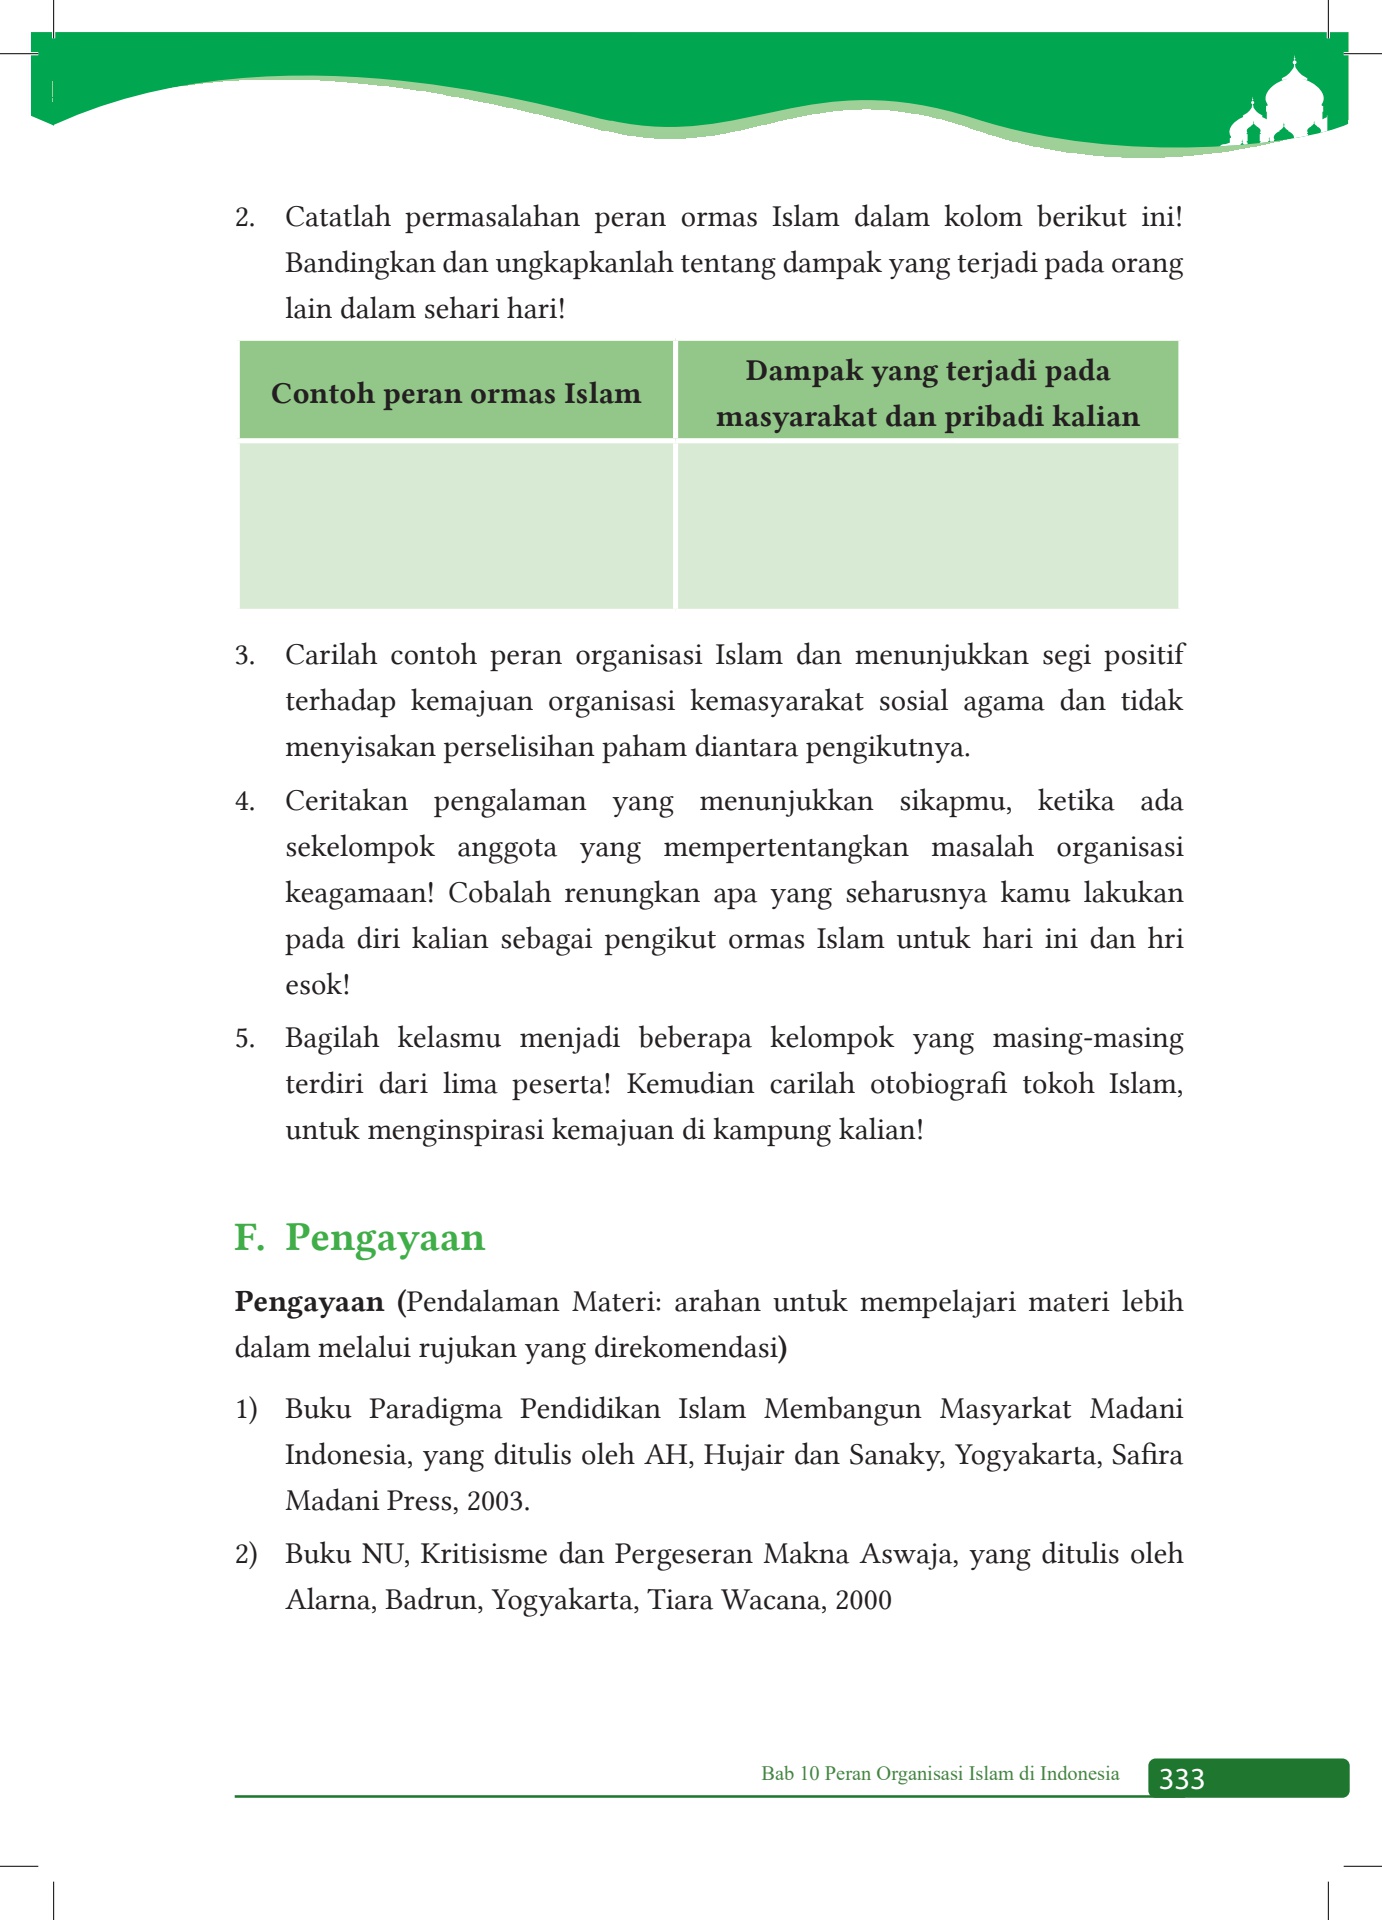 2. Catatlah permasalahan peran ormas Islam dalam kolom berikut ini!
Bandingkan dan ungkapkanlah tentang dampak yang terjadi pada orang
lain dalam sehari hari!
Contoh peran ormas Islam
Dampak yang terjadi pada
masyarakat dan pribadi kalian
3. Carilah contoh peran organisasi Islam dan menunjukkan segi positif
terhadap kemajuan organisasi kemasyarakat sosial agama dan tidak
menyisakan perselisihan paham diantara pengikutnya.
4. Ceritakan pengalaman yang menunjukkan sikapmu, ketika ada
sekelompok anggota yang mempertentangkan masalah organisasi
keagamaan! Cobalah renungkan apa yang seharusnya kamu lakukan
pada diri kalian sebagai pengikut ormas Islam untuk hari ini dan hri
esok!
5. Bagilah kelasmu menjadi beberapa kelompok yang masing-masing
terdiri dari lima peserta! Kemudian carilah otobiografi tokoh Islam,
untuk menginspirasi kemajuan di kampung kalian!
F. Pengayaan
Pengayaan (Pendalaman Materi: arahan untuk mempelajari materi lebih
dalam melalui rujukan yang direkomendasi)
1) Buku Paradigma Pendidikan Islam Membangun Masyarkat Madani
Indonesia, yang ditulis oleh AH, Hujair dan Sanaky, Yogyakarta, Safira
Madani Press, 2003.
2) Buku NU, Kritisisme dan Pergeseran Makna Aswaja, yang ditulis oleh
Alarna, Badrun, Yogyakarta, Tiara Wacana, 2000
Bab 10 Peran Organisasi Islam di Indonesia 333